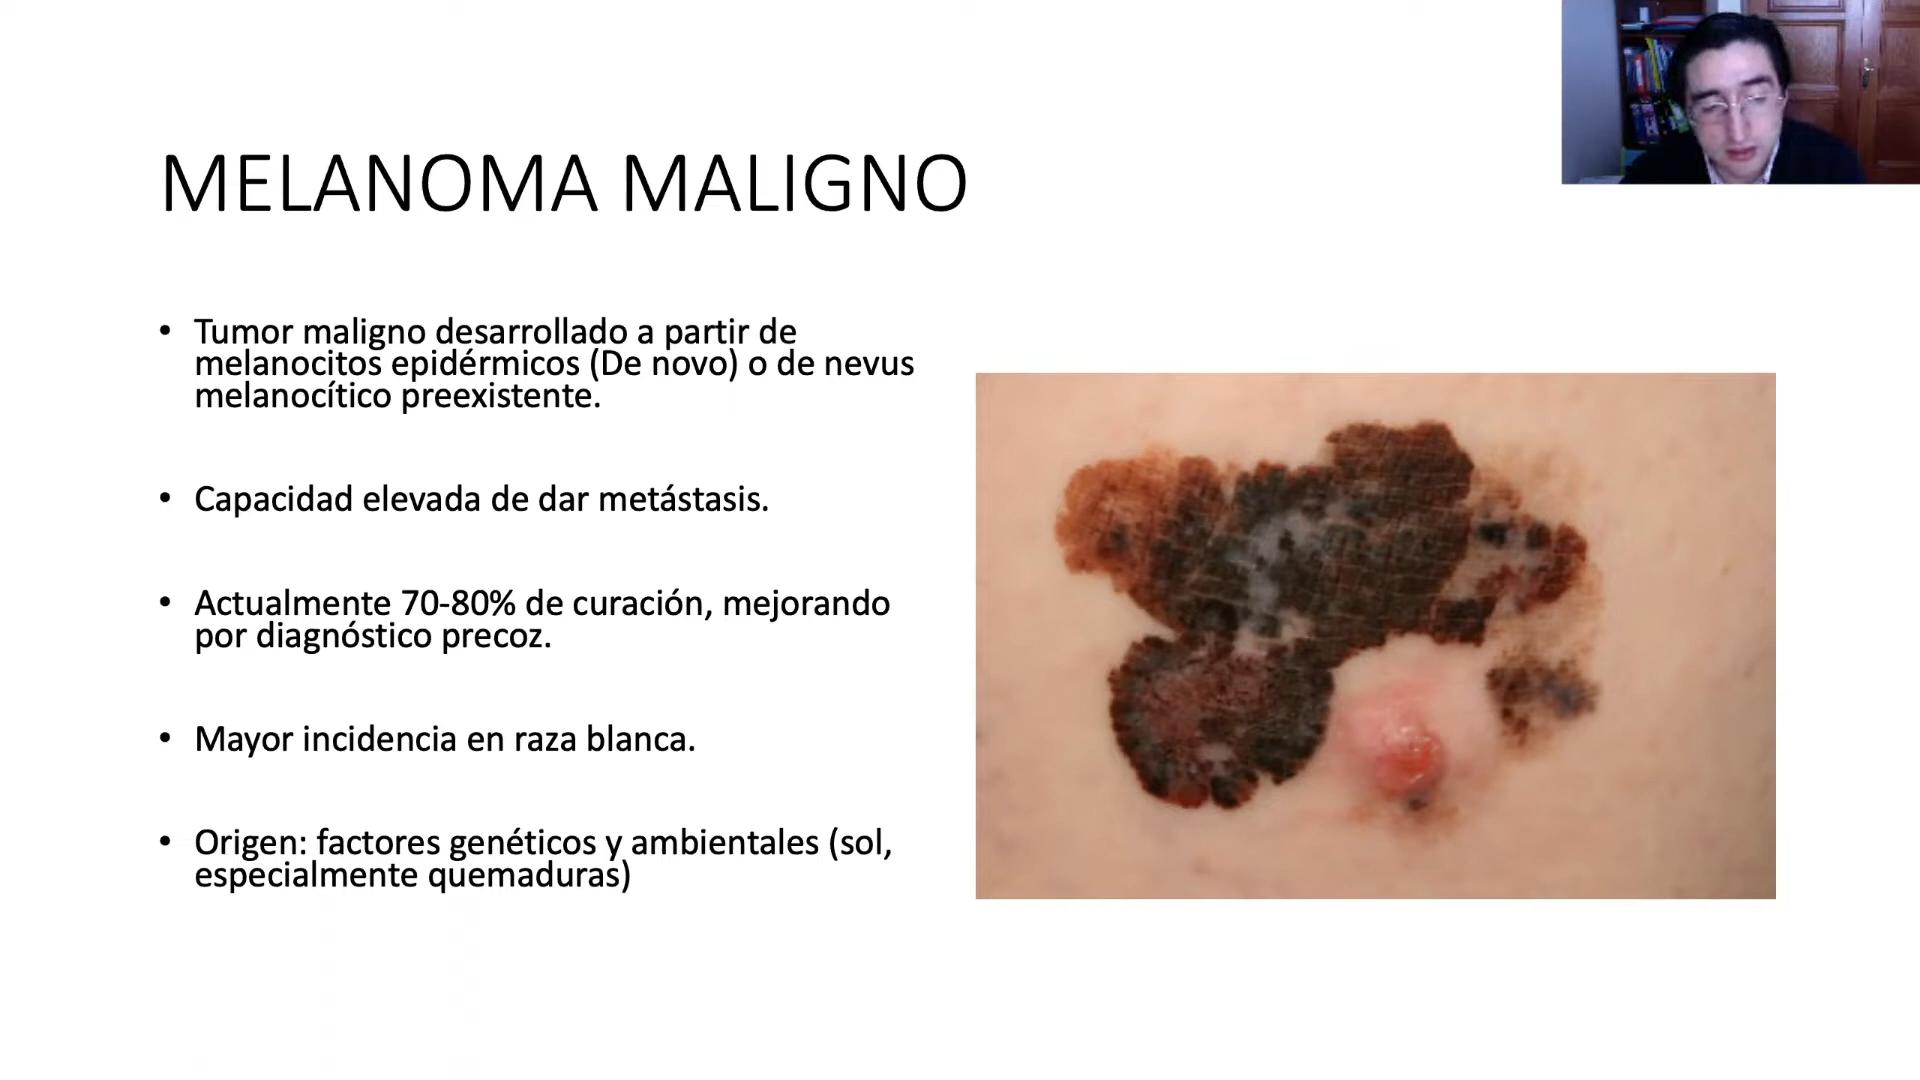 MELANOMA MALIGNO
• Tumor maligno desarrollado a partir de
melanocitos epidérmicos (De novo) o de nevus
melanocítico preexistente.
• Capacidad elevada de dar metástasis.
• Actualmente 70-80% de curación, mejorando
por diagnóstico precoz.
• Mayor incidencia en raza blanca.
• Origen: factores genéticos y ambientales (sol,
especialmente quemaduras)